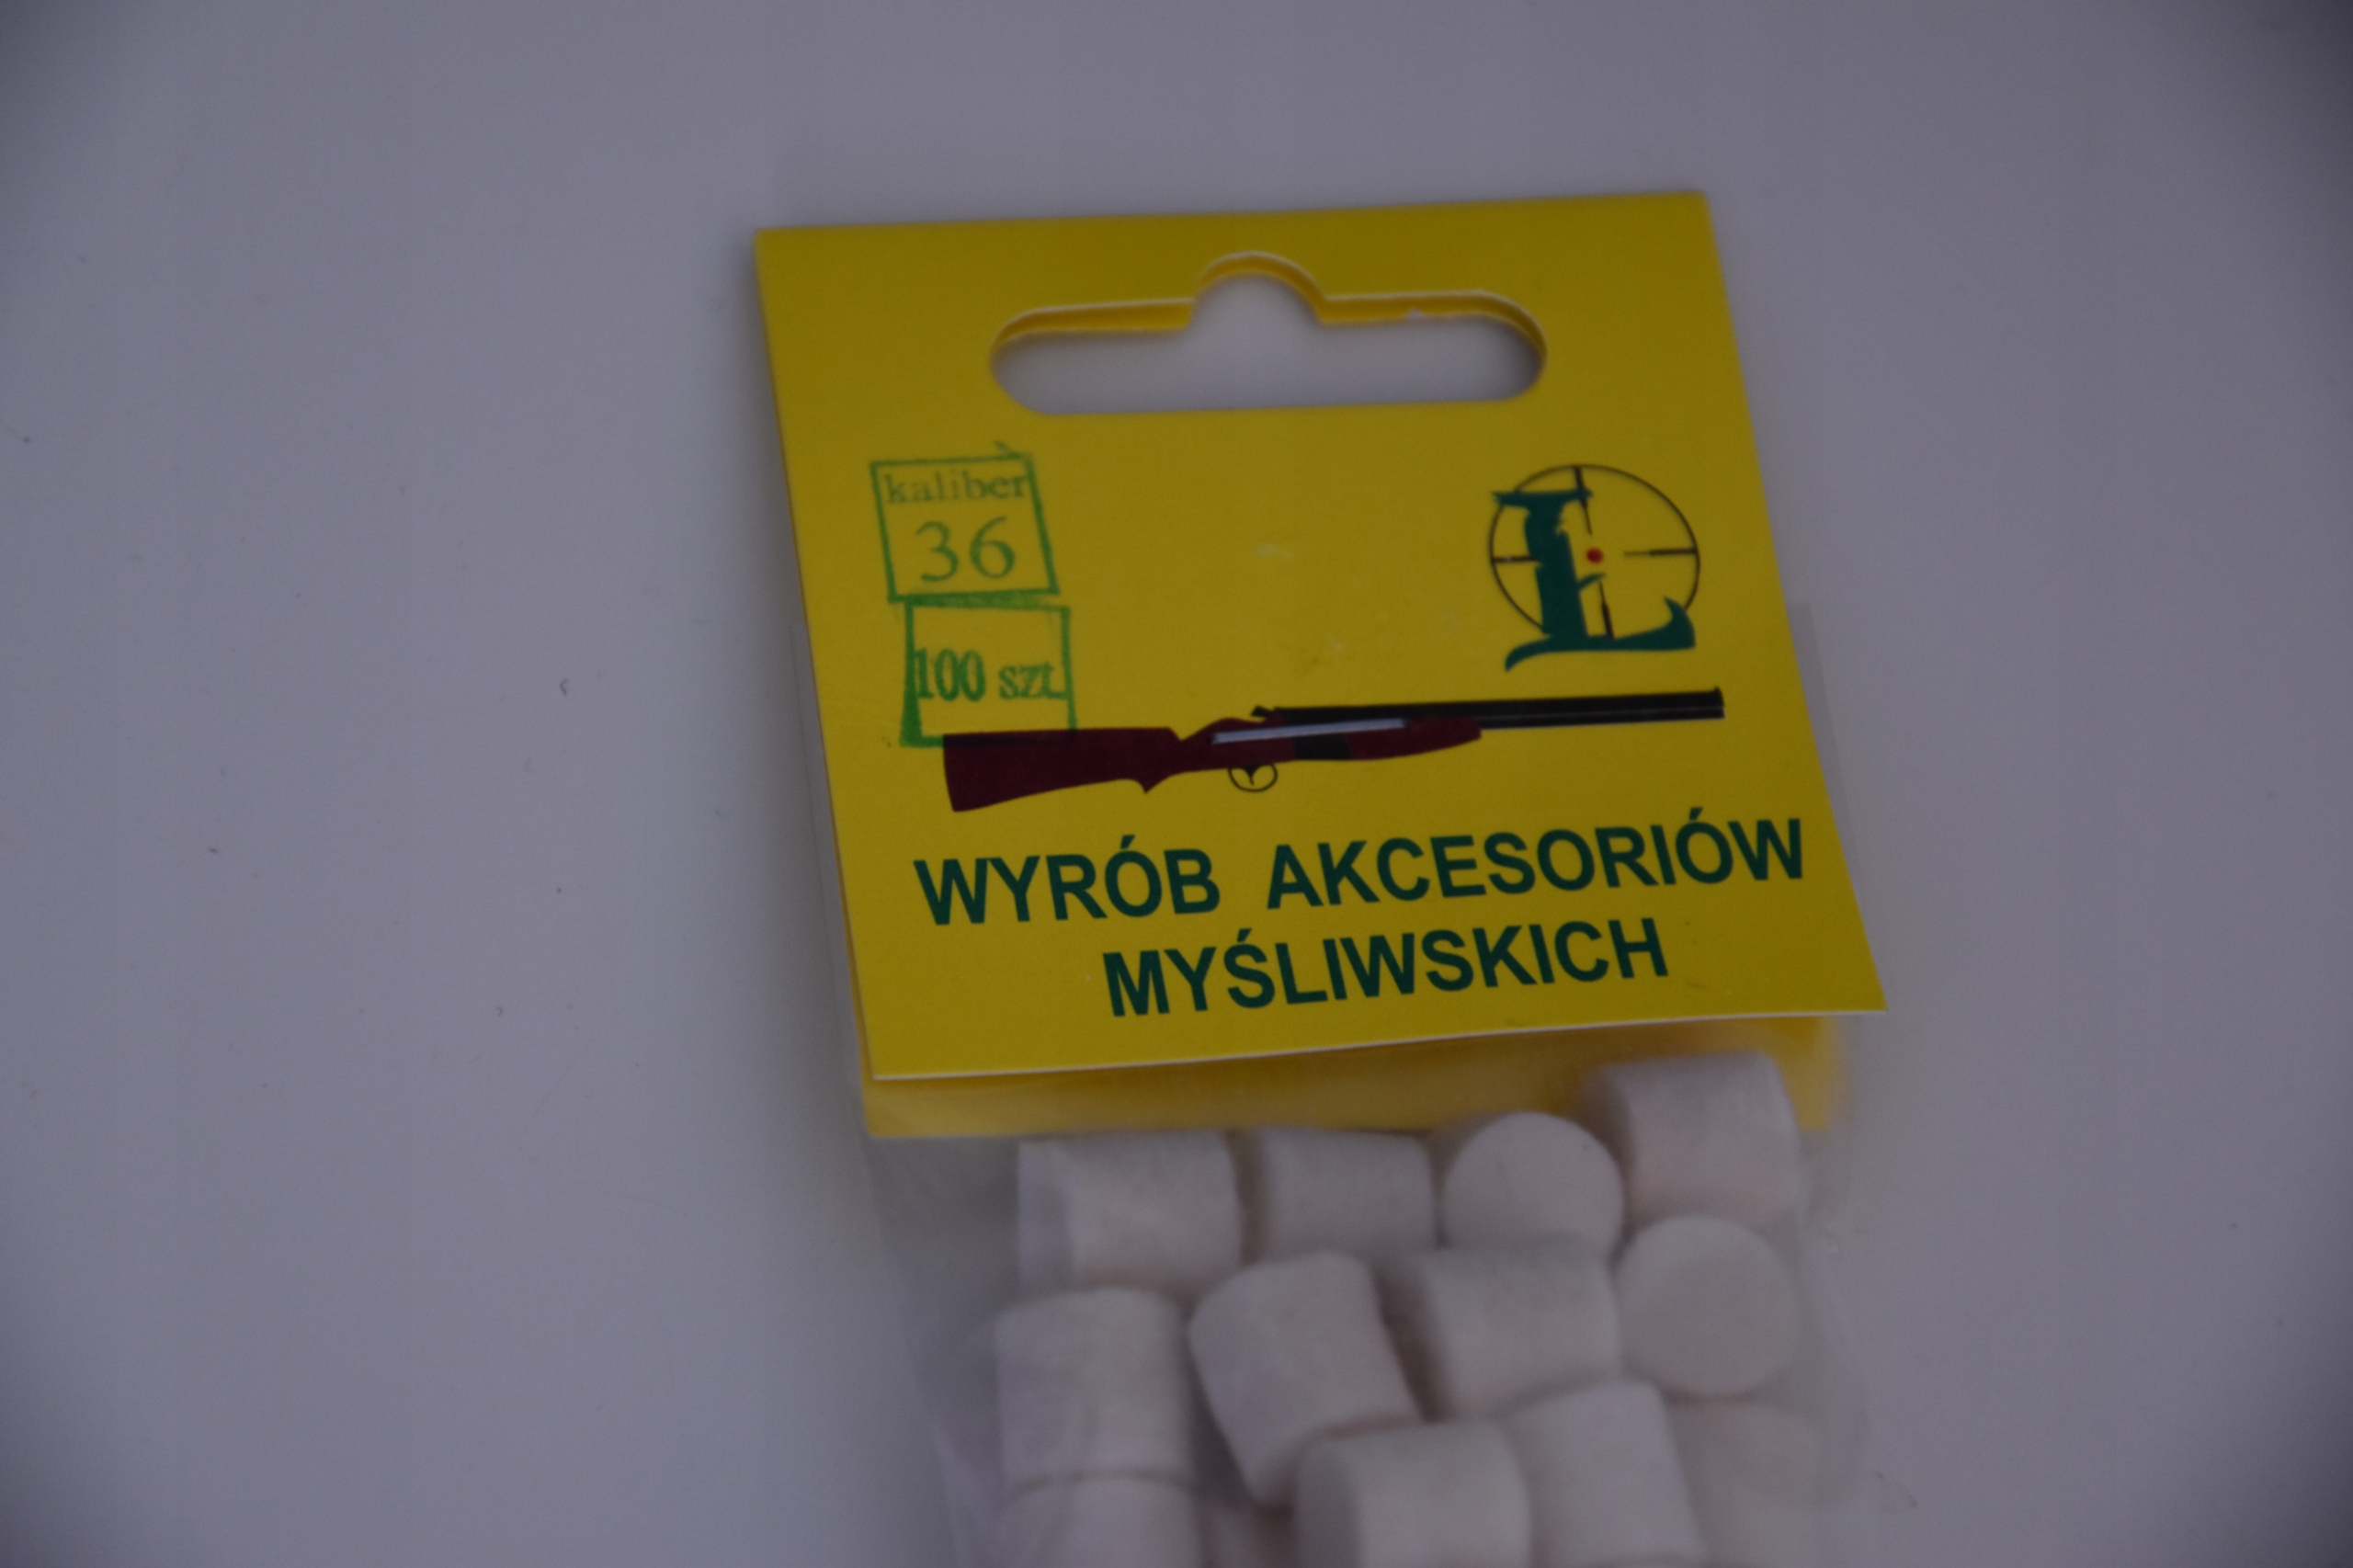 kaliber
36
100 szt.
L
WYRÓB AKCESORIÓW
MYŚLIWSKICH